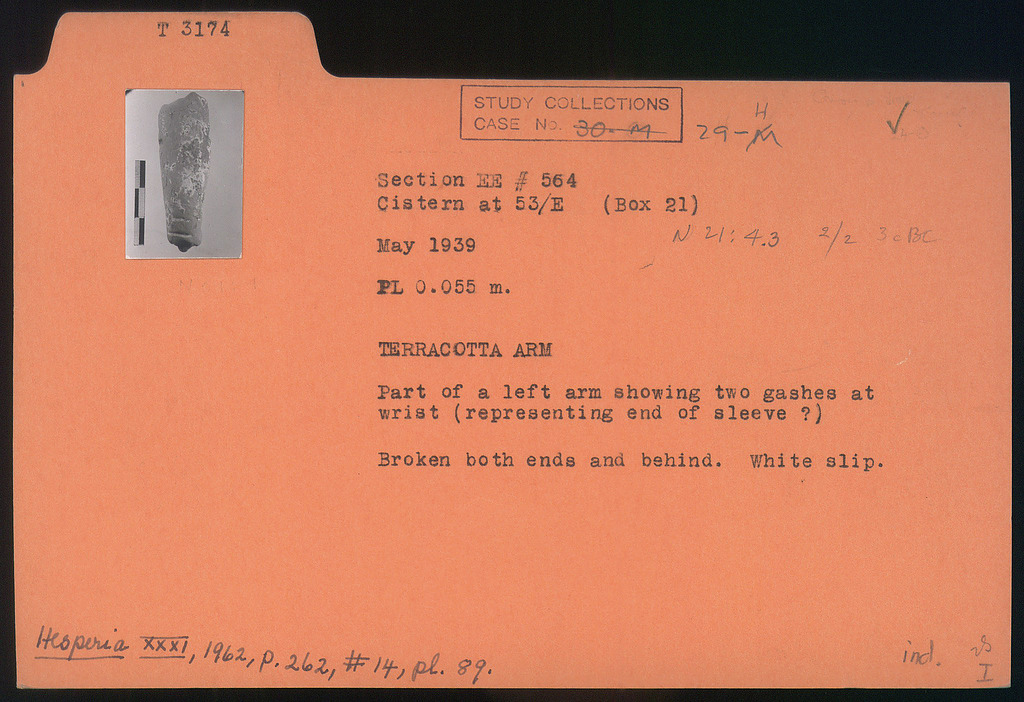 T 3174
STUDY COLLECTIONS
CASE No. 30-M 29-H
Section EE # 564
Cistern at 53/E (Box 21)
N 21: 4.3 2/2 3c BC
May 1939
PL 0.055 m.
TERRACOTTA ARM
Part of a left arm showing two gashes at
wrist (representing end of sleeve ?)
Broken both ends and behind. White slip.
Hesperia XXXI, 1962, p. 262, #14, pl. 89.
ind.
I